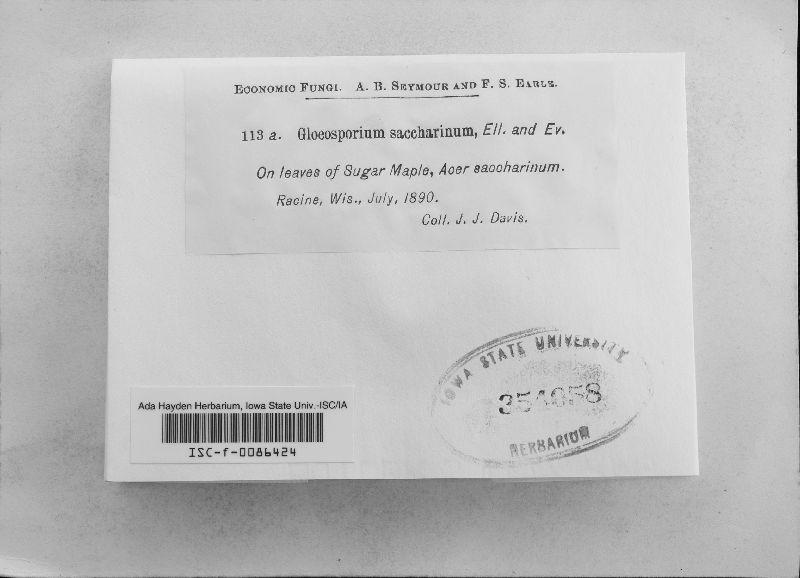 ECONOMIC FUNGI. A. B. SEYMOUR AND F. S. EARLE.
113 a. Gloeosporium saccharinum, Ell. and Ev.
On leaves of Sugar Maple, Acer saccharinum.
Racine, Wis., July, 1890.
Coll. J. J. Davis.
IOWA STATE UNIVERSITY
HERBARIUM
Ada Hayden Herbarium, Iowa State Univ.-ISC/IA
ISC-f-0086424